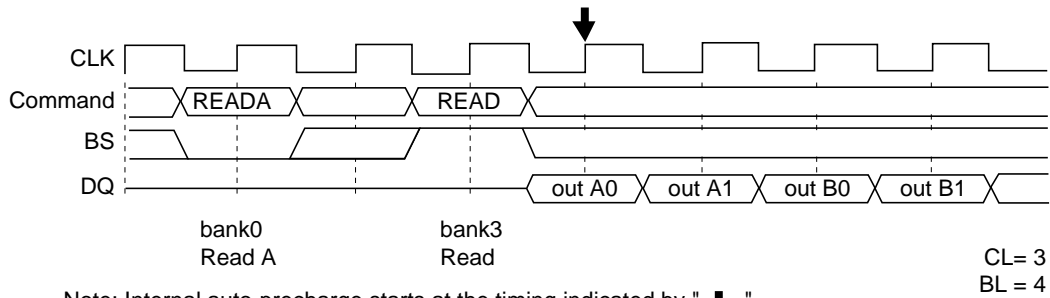 CLK
Command READA READ
BS
DQ out A0 out A1 out B0 out B1
bank0 bank3
Read A Read
CL= 3
BL = 4
Note: Internal auto-precharge starts at the timing indicated by " ".